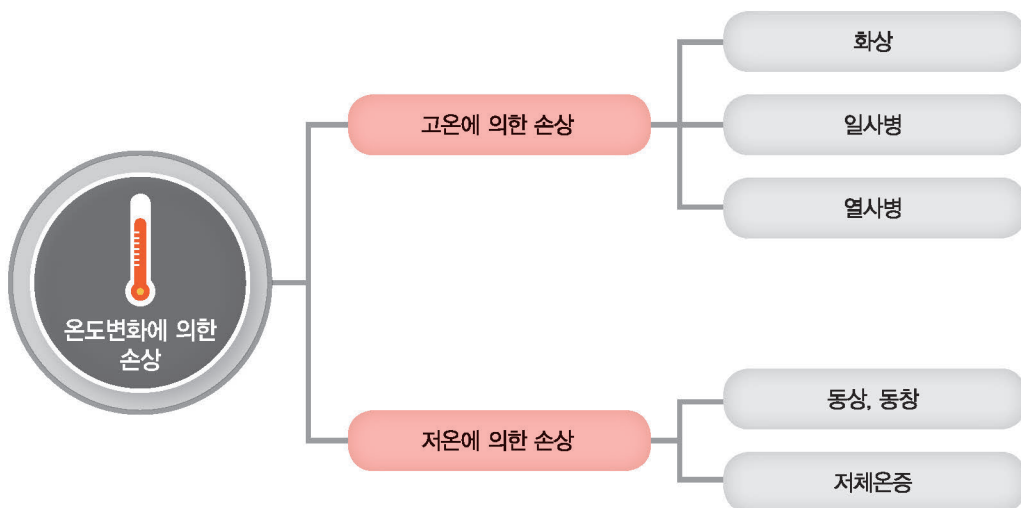 온도변화에 의한
손상
고온에 의한 손상
화상
일사병
열사병
저온에 의한 손상
동상, 동창
저체온증